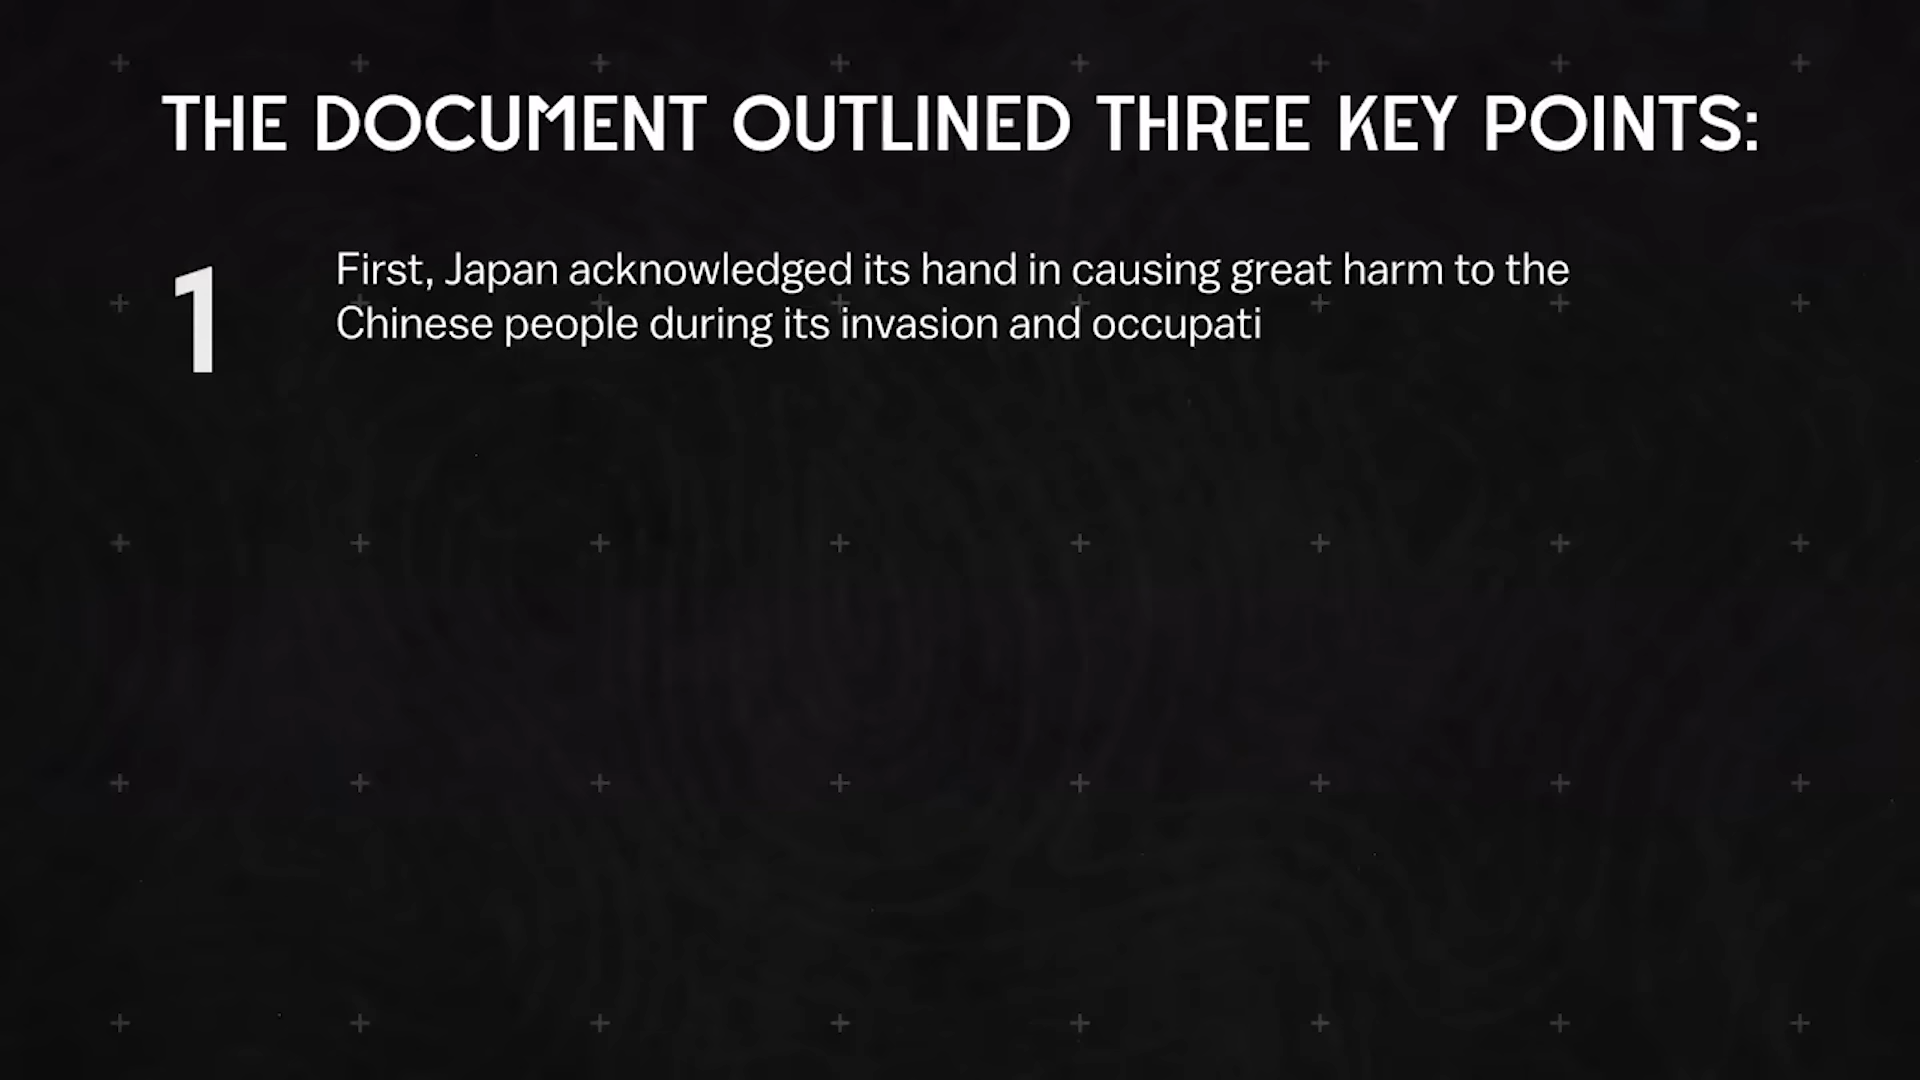 THE DOCUMENT OUTLINED THREE KEY POINTS:
1
First, Japan acknowledged its hand in causing great harm to the
Chinese people during its invasion and occupati